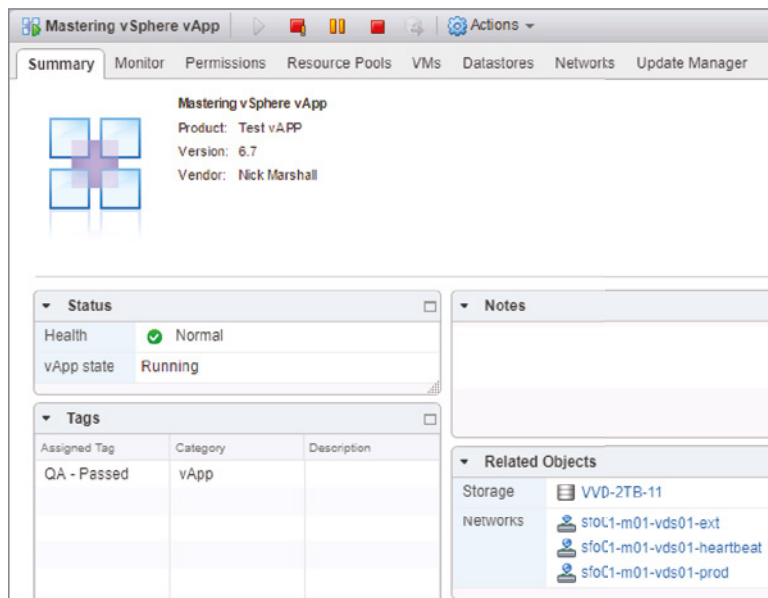 Mastering vSphere vApp Actions
Summary Monitor Permissions Resource Pools VMs Datastores Networks Update Manager
Mastering vSphere vApp
Product: Test vAPP
Version: 6.7
Vendor: Nick Marshall
Status
Health Normal
vApp state Running
Tags
Assigned Tag Category Description
QA - Passed vApp
Notes
Related Objects
Storage VVD-2TB-11
Networks sfo01-m01-vds01-ext
sfo01-m01-vds01-heartbeat
sfo01-m01-vds01-prod